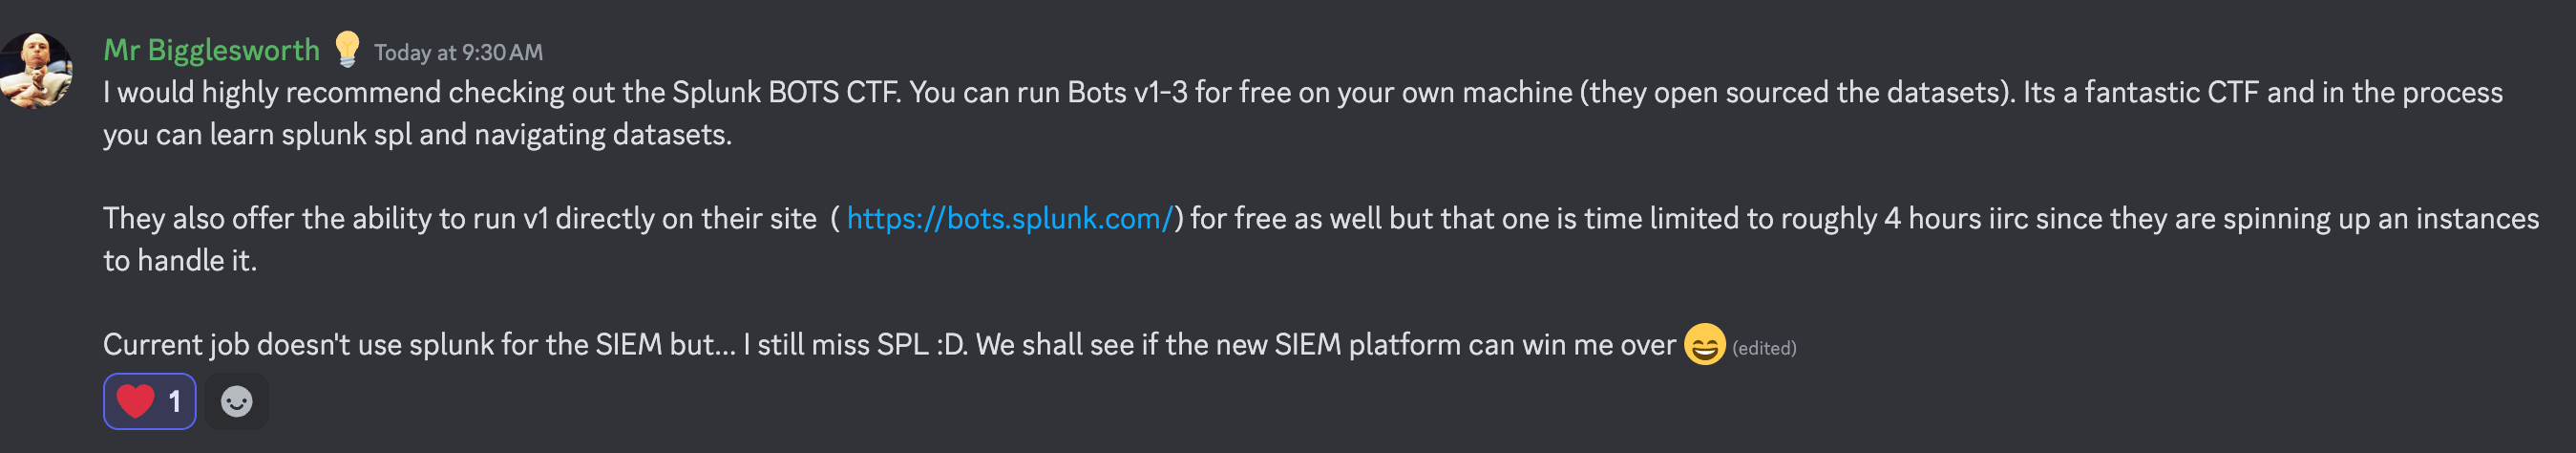 Mr Bigglesworth Today at 9:30 AM
I would highly recommend checking out the Splunk BOTS CTF. You can run Bots v1-3 for free on your own machine (they open sourced the datasets). Its a fantastic CTF and in the process
you can learn splunk spl and navigating datasets.
They also offer the ability to run v1 directly on their site ( https://bots.splunk.com/) for free as well but that one is time limited to roughly 4 hours iirc since they are spinning up an instances
to handle it.
Current job doesn't use splunk for the SIEM but... I still miss SPL :D. We shall see if the new SIEM platform can win me over 😄 (edited)
❤️ 1